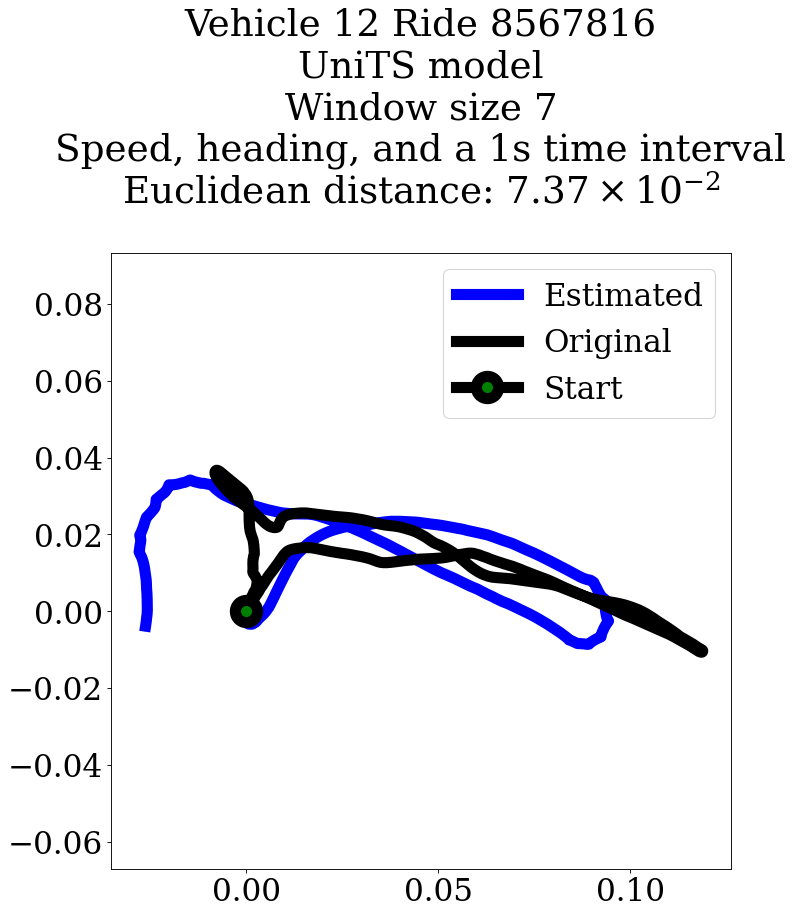 Vehicle 12 Ride 8567816
UniTS model
Window size 7
Speed, heading, and a 1s time interval
Euclidean distance: 7.37 × 10⁻²
Estimated
Original
Start
0.08
0.06
0.04
0.02
0.00
−0.02
−0.04
−0.06
0.00 0.05 0.10